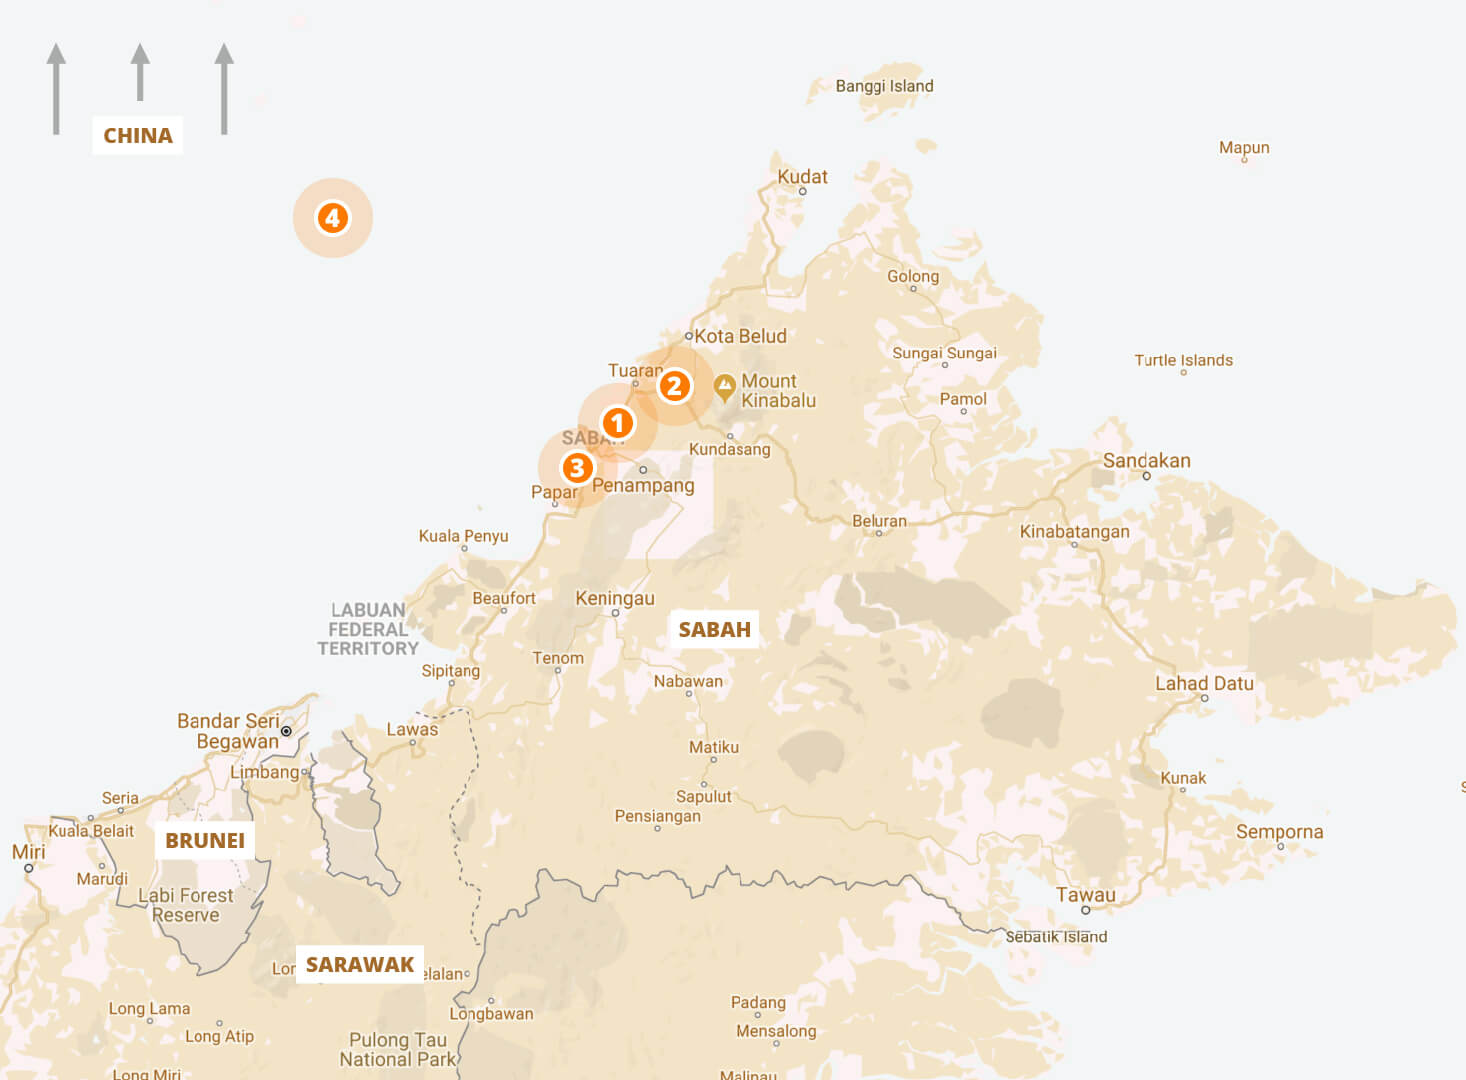 CHINA
Banggi Island
Mapun
Kudat
4
Golong
Kota Belud
Sungai Sungai
Turtle Islands
Tuaran
2
Mount
Kinabalu
Pamol
1
SABAH
Kundasang
Sandakan
3
Penampang
Papar
Beluran
Kinabatangan
Kuala Penyu
Beaufort
Keningau
LABUAN
FEDERAL
TERRITORY
SABAH
Tenom
Sipitang
Nabawan
Lahad Datu
Bandar Seri
Begawan
Lawas
Matiku
Limbang
Kunak
Seria
Sapulut
Pensiangan
Kuala Belait
BRUNEI
Semporna
Miri
Marudi
Labi Forest
Reserve
Tawau
Sebatik Island
SARAWAK
Long Lama
Longbawan
Padang
Long Atip
Mensalong
Pulong Tau
National Park
Long Miri
Malinau